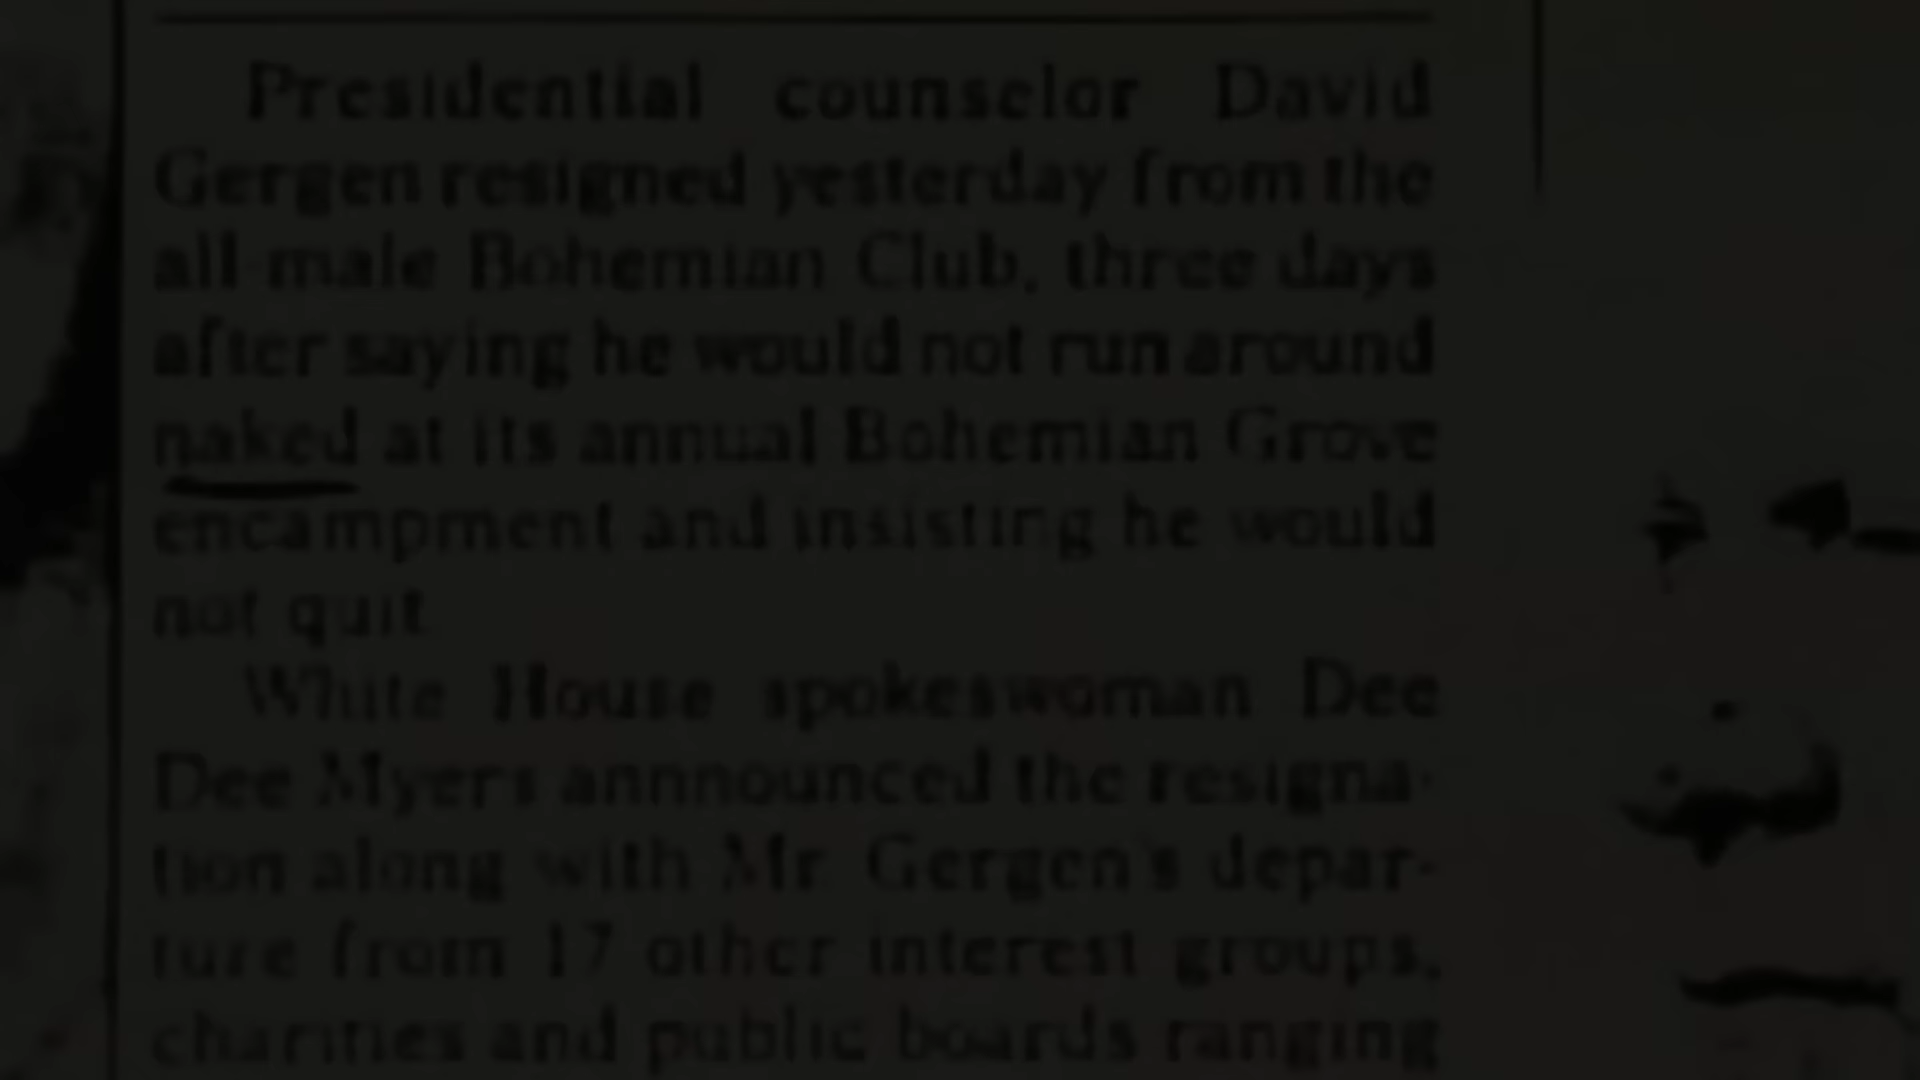 Presidential counselor David
Gergen resigned yesterday from the
all-male Bohemian Club, three days
after saying he would not run around
naked at its annual Bohemian Grove
encampment and insisting he would
not quit.
White House spokeswoman Dee
Dee Myers annnounced the resigna-
tion along with Mr. Gergen's depar-
ture from 17 other interest groups,
charities and public boards ranging